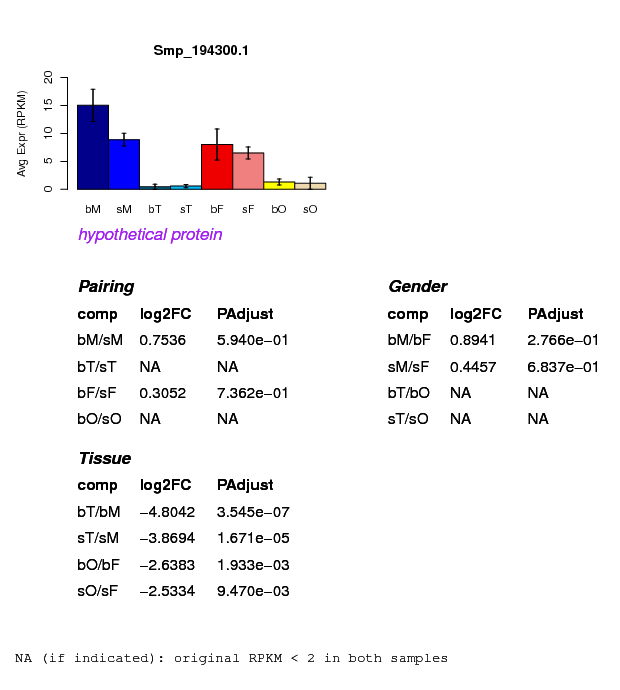 Smp_194300.1
Avg Expr (RPKM)
20
15
10
5
0
bM sM bT sT bF sF bO sO
hypothetical protein
Pairing
comp log2FC PAdjust
bM/sM 0.7536 5.940e−01
bT/sT NA NA
bF/sF 0.3052 7.362e−01
bO/sO NA NA
Gender
comp log2FC PAdjust
bM/bF 0.8941 2.766e−01
sM/sF 0.4457 6.837e−01
bT/bO NA NA
sT/sO NA NA
Tissue
comp log2FC PAdjust
bT/bM −4.8042 3.545e−07
sT/sM −3.8694 1.671e−05
bO/bF −2.6383 1.933e−03
sO/sF −2.5334 9.470e−03
NA (if indicated): original RPKM < 2 in both samples